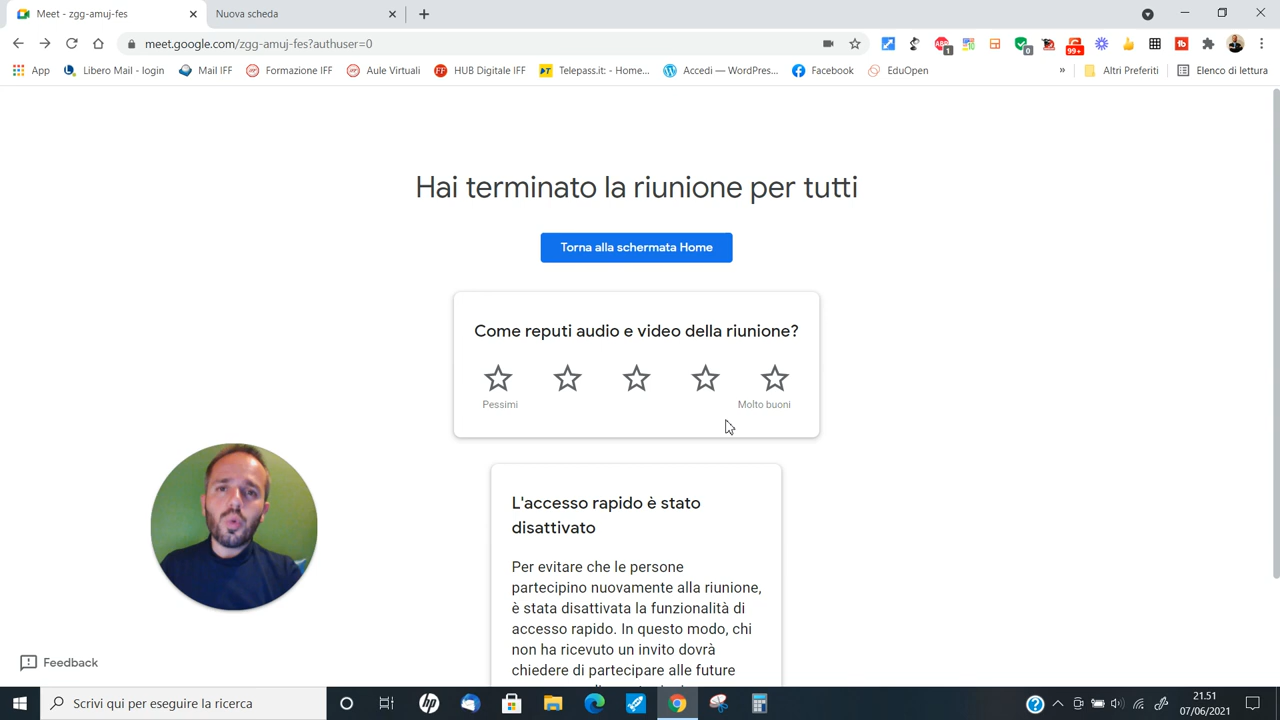 Meet - zgg-amuj-fes
Nuova scheda
meet.google.com/zgg-amuj-fes?authuser=0
1
0
99+
App
Libero Mail - login
Mail IFF
Formazione IFF
Aule Virtuali
HUB Digitale IFF
Telepass.it: - Home...
Accedi — WordPres...
Facebook
EduOpen
»
Altri Preferiti
Elenco di lettura
Hai terminato la riunione per tutti
Torna alla schermata Home
Come reputi audio e video della riunione?
Pessimi
Molto buoni
L'accesso rapido è stato
disattivato
Per evitare che le persone
partecipino nuovamente alla riunione,
è stata disattivata la funzionalità di
accesso rapido. In questo modo, chi
non ha ricevuto un invito dovrà
chiedere di partecipare alle future
Feedback
Scrivi qui per eseguire la ricerca
21.51
07/06/2021